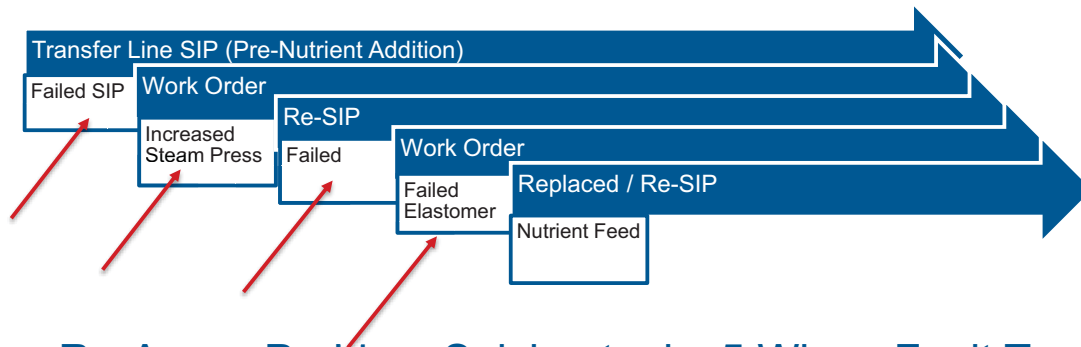 Transfer Line SIP (Pre-Nutrient Addition)
Failed SIP
Work Order
Increased
Steam Press
Re-SIP
Failed
Work Order
Failed
Elastomer
Replaced / Re-SIP
Nutrient Feed